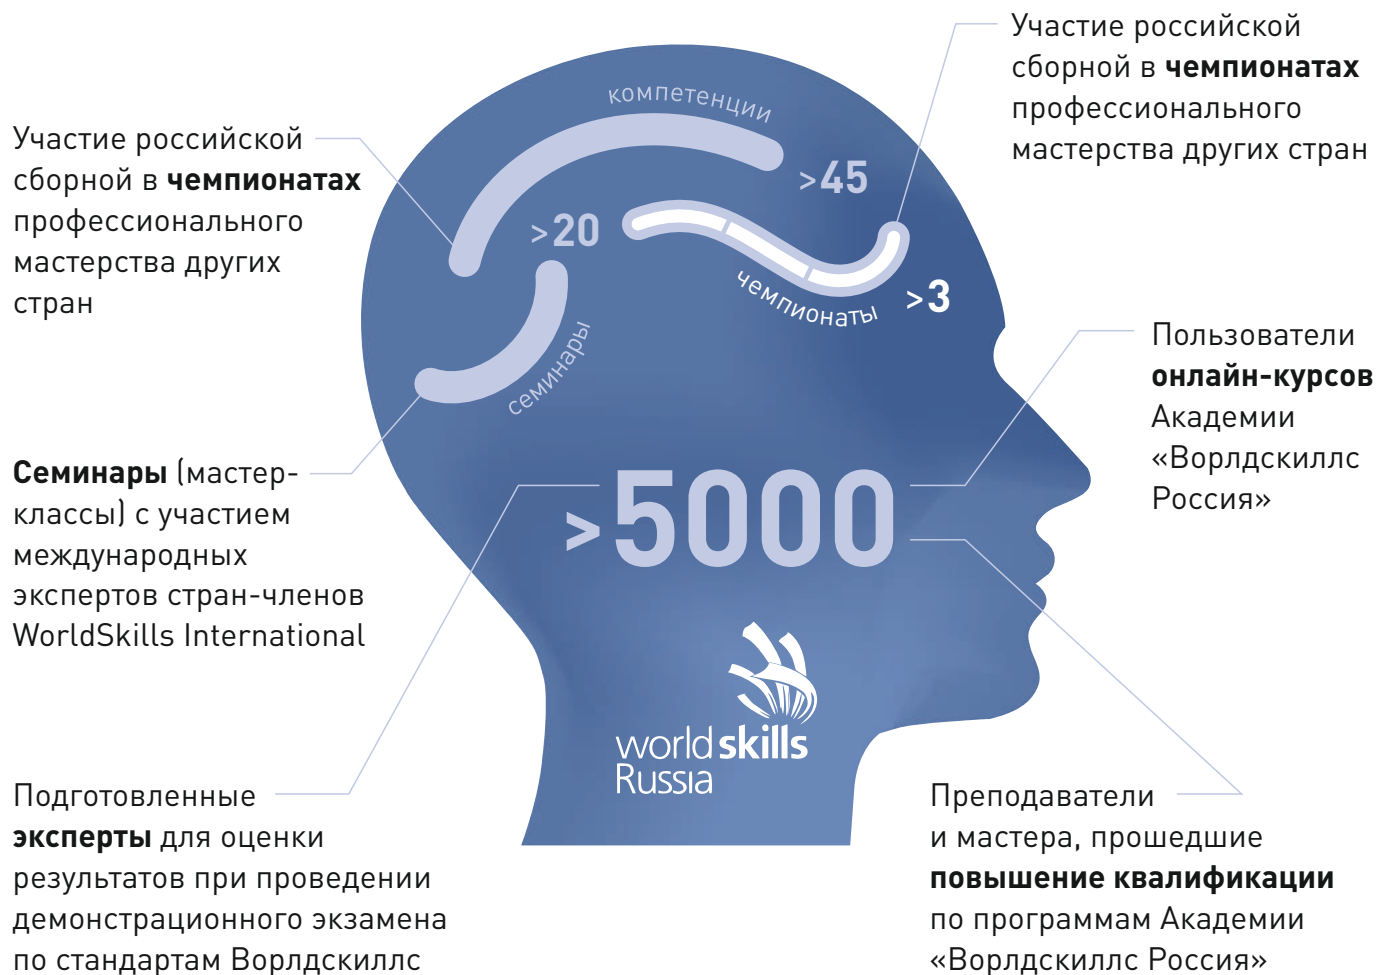 Участие российской
сборной в чемпионатах
профессионального
мастерства других
стран
Семинары (мастер-
классы) с участием
международных
экспертов стран-членов
WorldSkills International
Подготовленные
эксперты для оценки
результатов при проведении
демонстрационного экзамена
по стандартам Ворлдскиллс
компетенции
>45
>20
чемпионаты
>3
семинары
>5000
world skills
Russia
Участие российской
сборной в чемпионатах
профессионального
мастерства других стран
Пользователи
онлайн-курсов
Академии
«Ворлдскиллс
Россия»
Преподаватели
и мастера, прошедшие
повышение квалификации
по программам Академии
«Ворлдскиллс Россия»